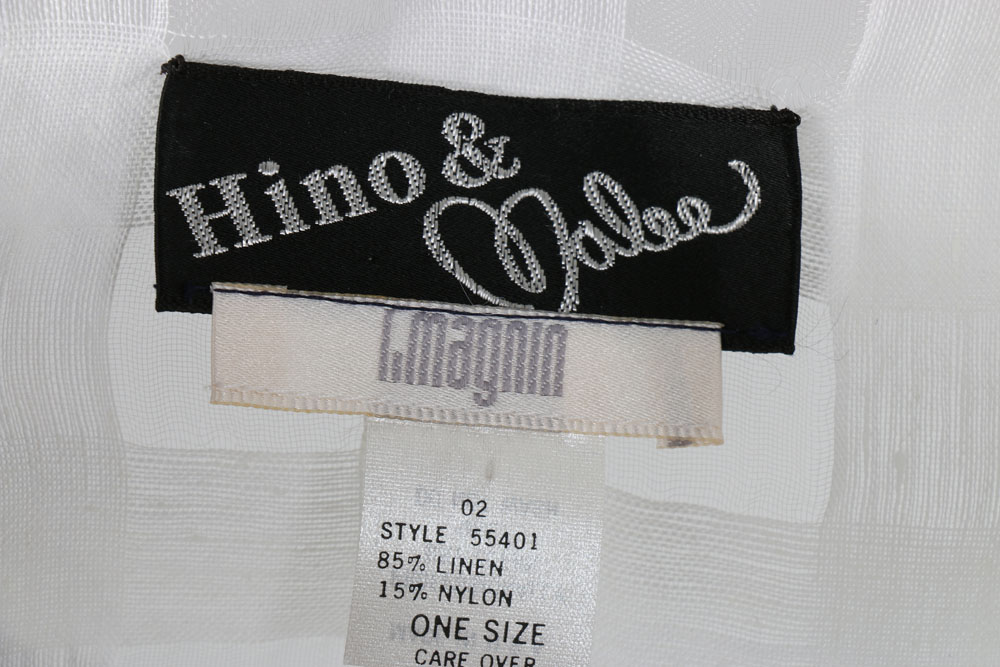 Hino &
Malee
I.magnin
02
STYLE 55401
85% LINEN
15% NYLON
ONE SIZE
CARE OVER